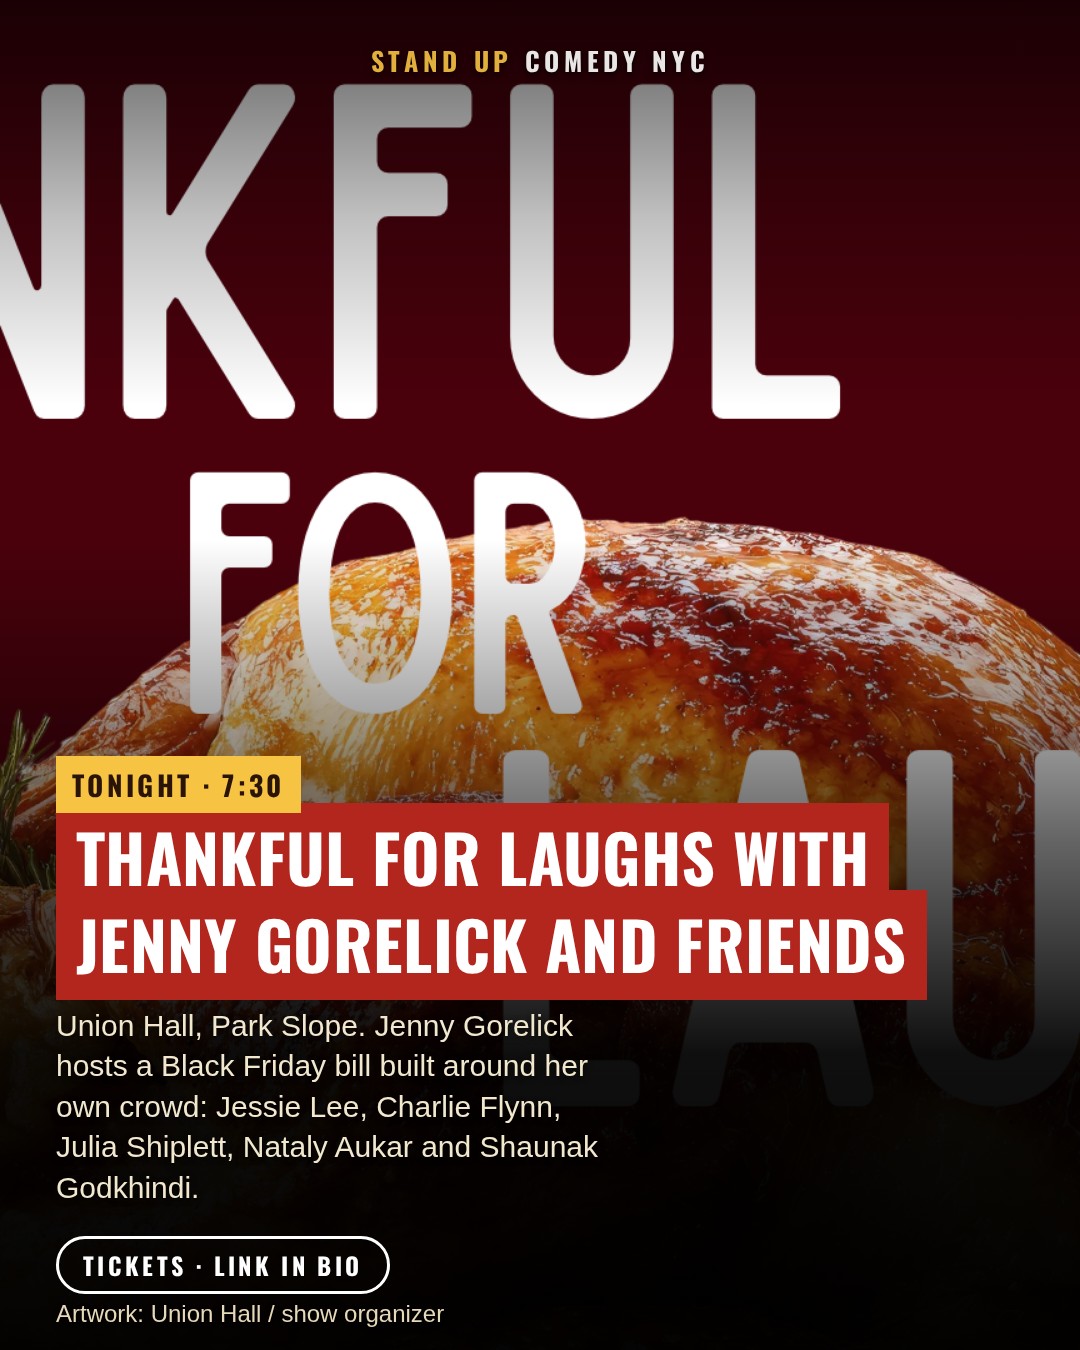 STAND UP COMEDY NYC
NKFUL
FOR
LAU
TONIGHT · 7:30
THANKFUL FOR LAUGHS WITH
JENNY GORELICK AND FRIENDS
Union Hall, Park Slope. Jenny Gorelick
hosts a Black Friday bill built around her
own crowd: Jessie Lee, Charlie Flynn,
Julia Shiplett, Nataly Aukar and Shaunak
Godkhindi.
TICKETS · LINK IN BIO
Artwork: Union Hall / show organizer